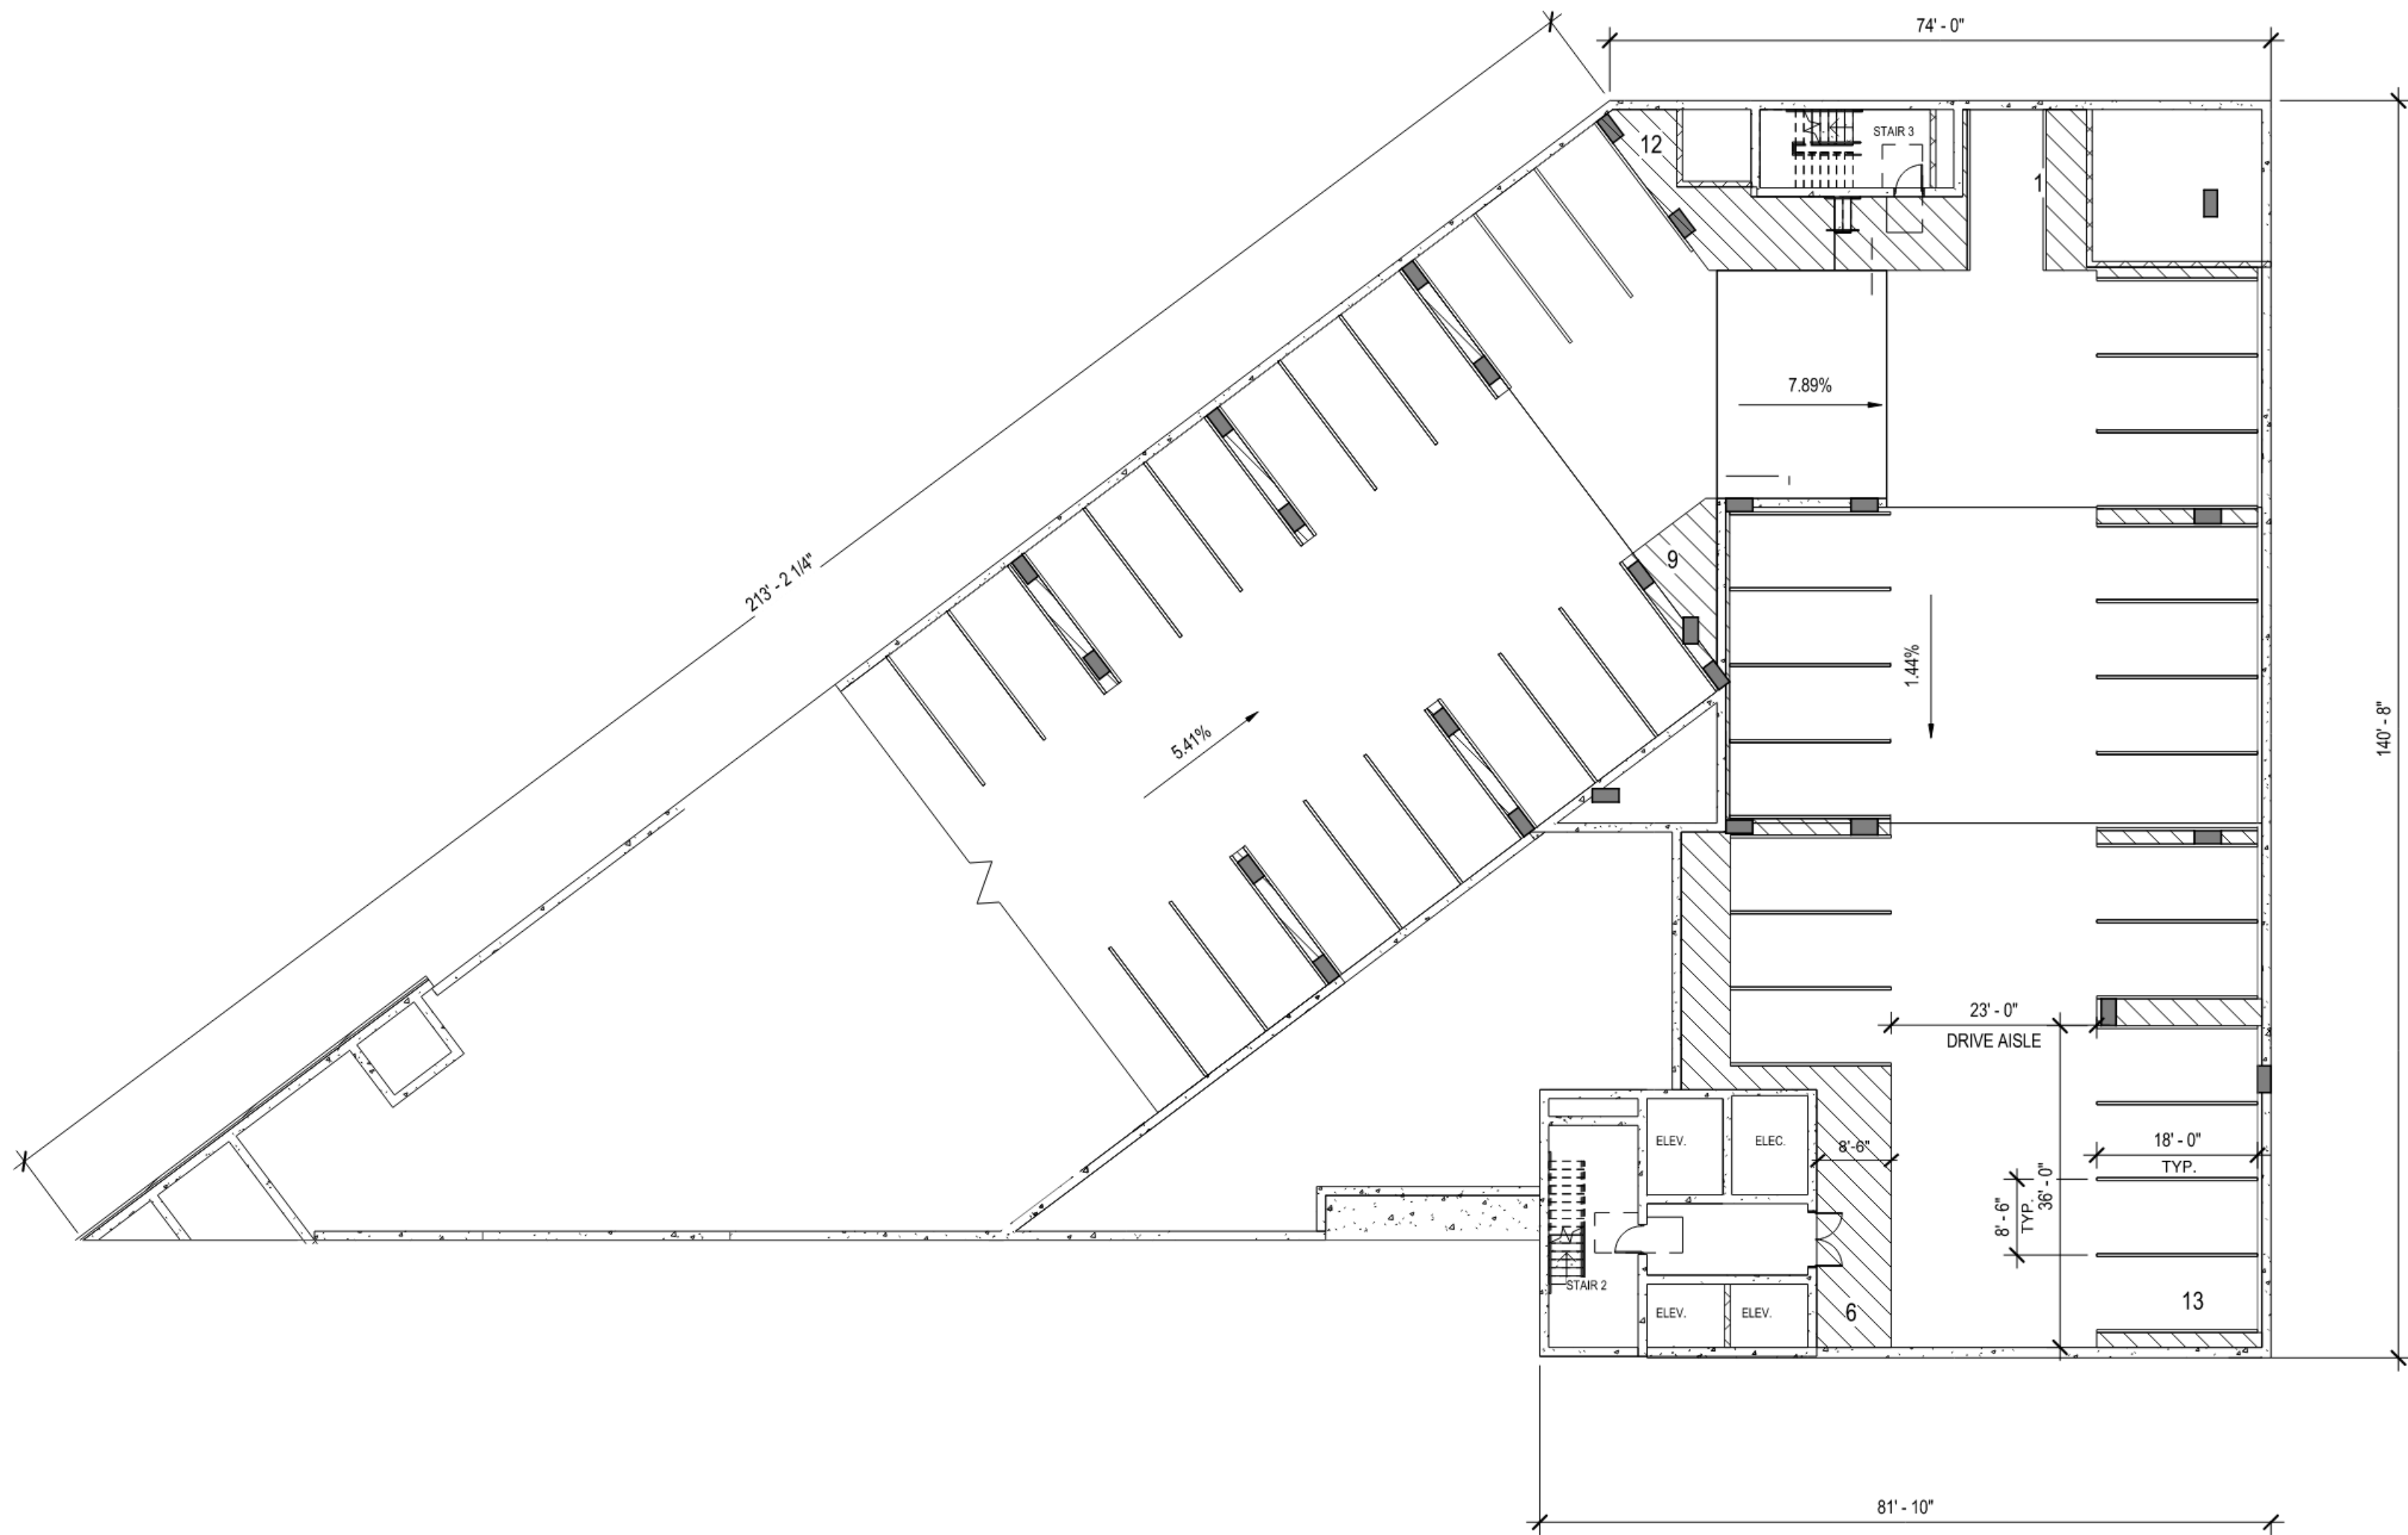 74' - 0"
STAIR 3
12
1
7.89%
213' - 2 1/4"
9
1.44%
140' - 8"
5.41%
23' - 0"
DRIVE AISLE
ELEV.
ELEC.
8'-6"
18' - 0"
TYP.
36' - 0"
8' - 6"
TYP.
STAIR 2
ELEV.
ELEV.
6
13
81' - 10"